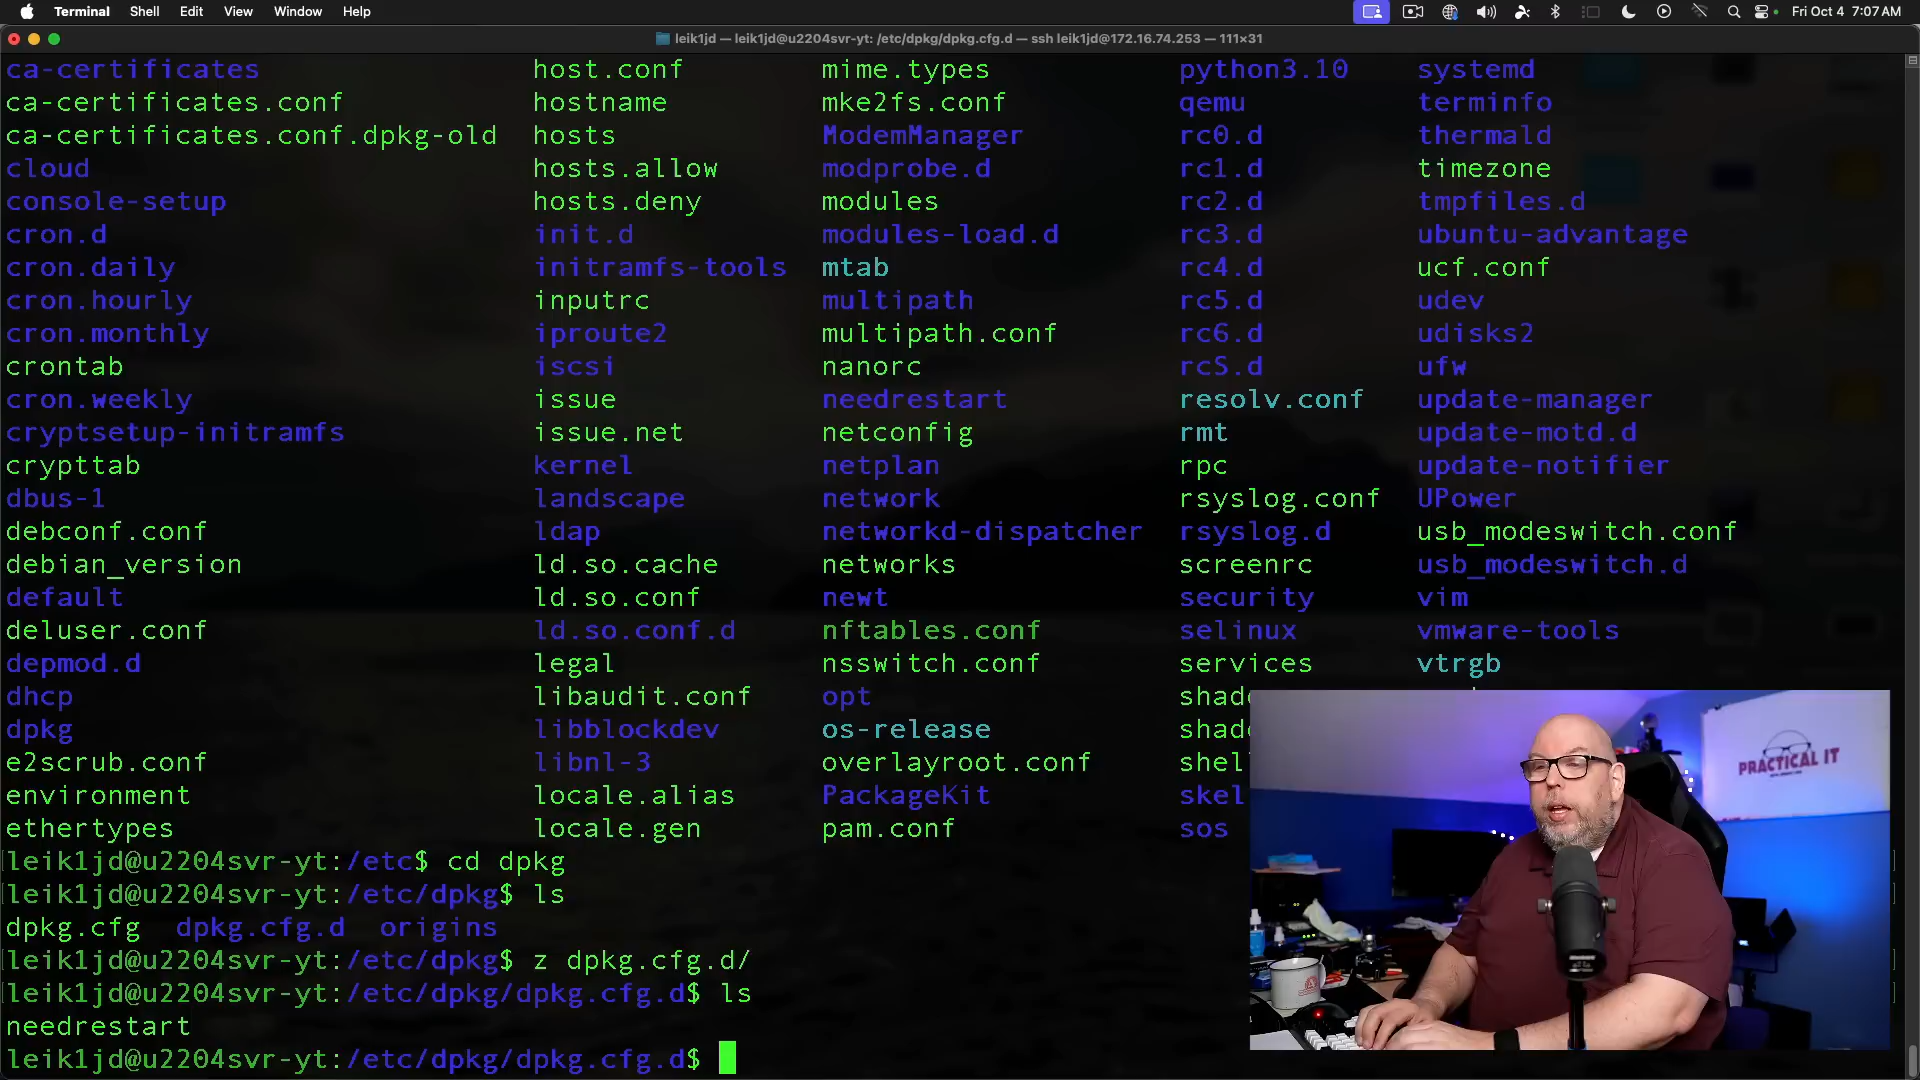 Terminal Shell Edit View Window Help Fri Oct 4 7:07 AM
leik1jd — leik1jd@u2204svr-yt: /etc/dpkg/dpkg.cfg.d — ssh leik1jd@172.16.74.253 — 111×31
ca-certificates host.conf mime.types python3.10 systemd
ca-certificates.conf hostname mke2fs.conf qemu terminfo
ca-certificates.conf.dpkg-old hosts ModemManager rc0.d thermald
cloud hosts.allow modprobe.d rc1.d timezone
console-setup hosts.deny modules rc2.d tmpfiles.d
cron.d init.d modules-load.d rc3.d ubuntu-advantage
cron.daily initramfs-tools mtab rc4.d ucf.conf
cron.hourly inputrc multipath rc5.d udev
cron.monthly iproute2 multipath.conf rc6.d udisks2
crontab iscsi nanorc rcS.d ufw
cron.weekly issue needrestart resolv.conf update-manager
cryptsetup-initramfs issue.net netconfig rmt update-motd.d
crypttab kernel netplan rpc update-notifier
dbus-1 landscape network rsyslog.conf UPower
debconf.conf ldap networkd-dispatcher rsyslog.d usb_modeswitch.conf
debian_version ld.so.cache networks screenrc usb_modeswitch.d
default ld.so.conf newt security vim
deluser.conf ld.so.conf.d nftables.conf selinux vmware-tools
depmod.d legal nsswitch.conf services vtrgb
dhcp libaudit.conf opt shad
dpkg libblockdev os-release shad
e2scrub.conf libnl-3 overlayroot.conf shel
environment locale.alias PackageKit skel
ethertypes locale.gen pam.conf sos
leik1jd@u2204svr-yt:/etc$ cd dpkg
leik1jd@u2204svr-yt:/etc/dpkg$ ls
dpkg.cfg dpkg.cfg.d origins
leik1jd@u2204svr-yt:/etc/dpkg$ z dpkg.cfg.d/
leik1jd@u2204svr-yt:/etc/dpkg/dpkg.cfg.d$ ls
needrestart
leik1jd@u2204svr-yt:/etc/dpkg/dpkg.cfg.d$
PRACTICAL IT